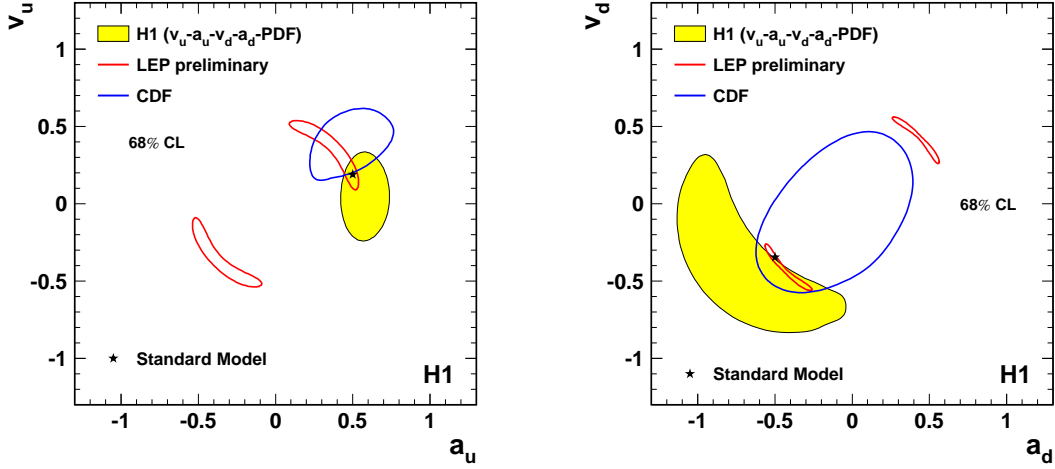 v_u
1
0.5
0
-0.5
-1
H1 (v_u-a_u-v_d-a_d-PDF)
LEP preliminary
CDF
68% CL
Standard Model
H1
-1 -0.5 0 0.5 1
a_u
v_d
1
0.5
0
-0.5
-1
H1 (v_u-a_u-v_d-a_d-PDF)
LEP preliminary
CDF
68% CL
Standard Model
H1
-1 -0.5 0 0.5 1
a_d